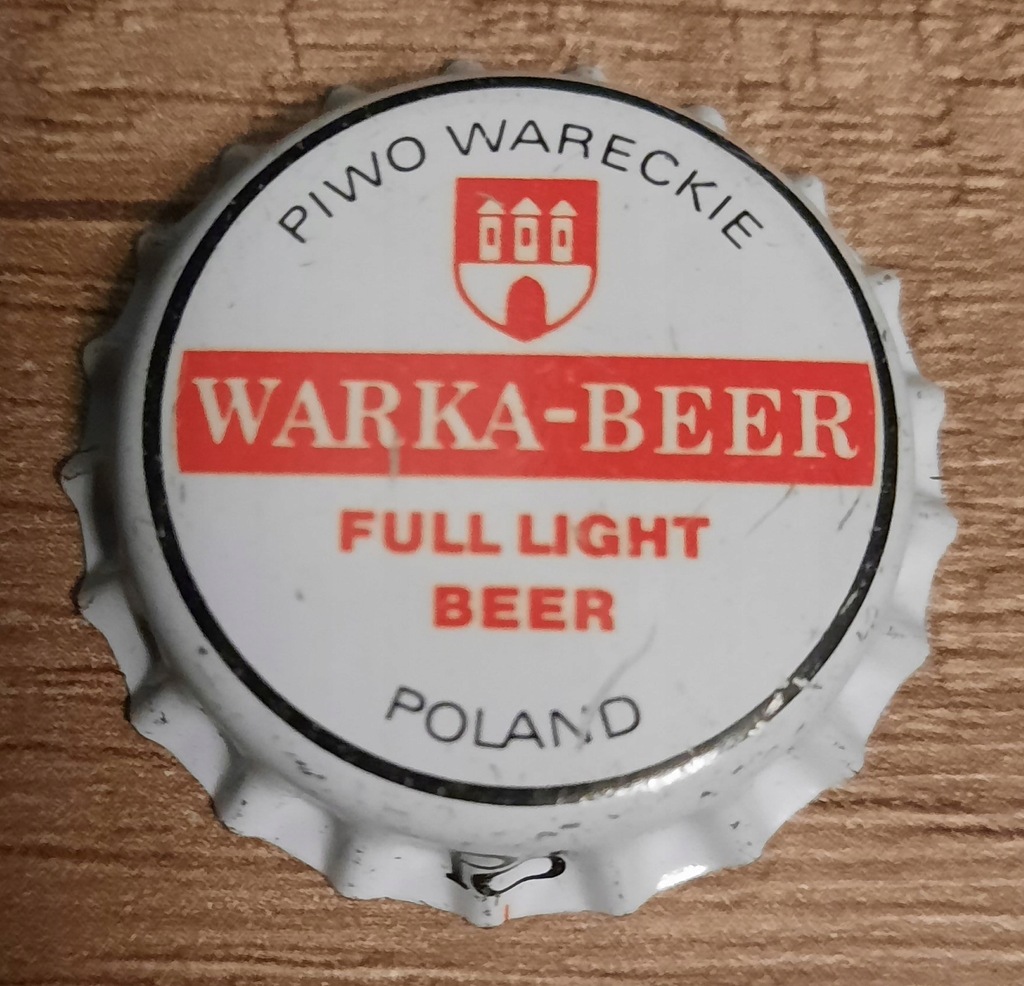 PIWO WARECKIE
WARKA-BEER
FULL LIGHT
BEER
POLAND